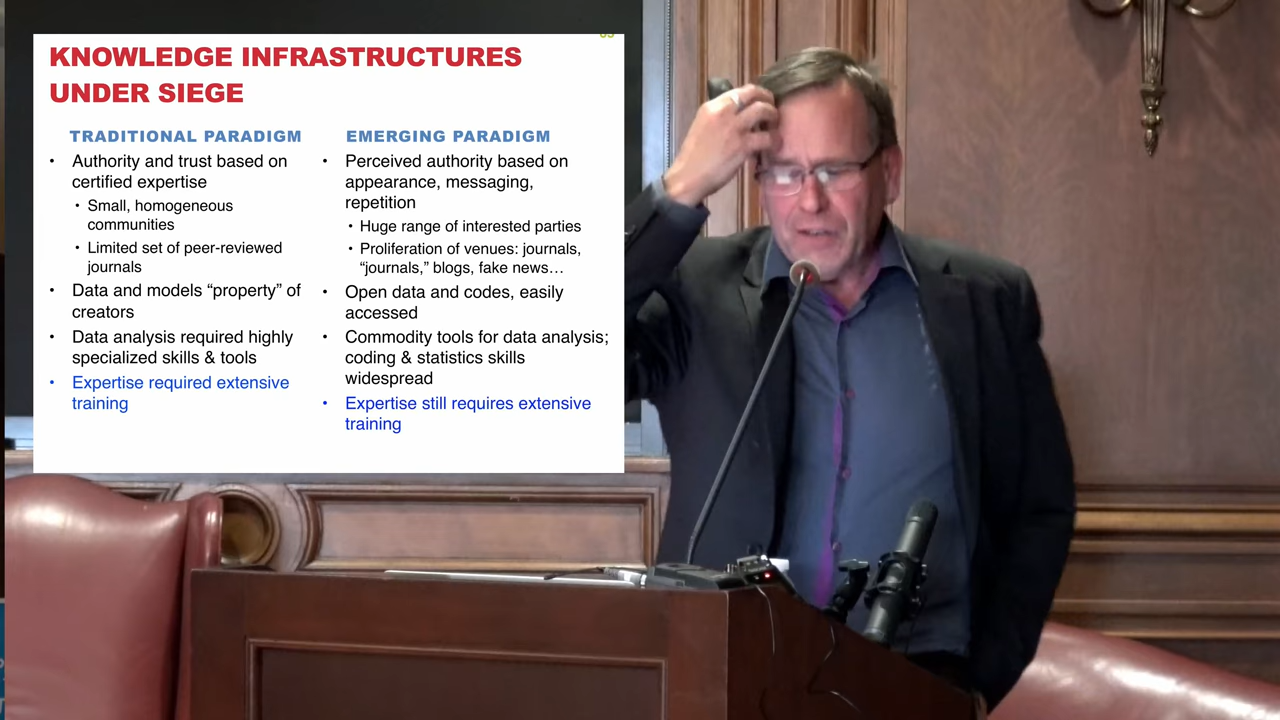 KNOWLEDGE INFRASTRUCTURES
UNDER SIEGE
TRADITIONAL PARADIGM
• Authority and trust based on
certified expertise
• Small, homogeneous
communities
• Limited set of peer-reviewed
journals
• Data and models “property” of
creators
• Data analysis required highly
specialized skills & tools
• Expertise required extensive
training
EMERGING PARADIGM
• Perceived authority based on
appearance, messaging,
repetition
• Huge range of interested parties
• Proliferation of venues: journals,
“journals,” blogs, fake news…
• Open data and codes, easily
accessed
• Commodity tools for data analysis;
coding & statistics skills
widespread
• Expertise still requires extensive
training